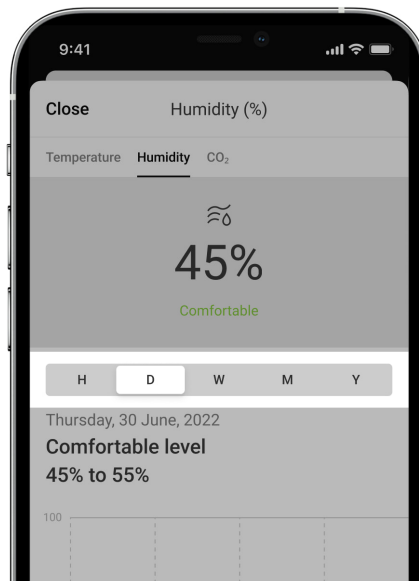 9:41
Close Humidity (%)
Temperature Humidity CO₂
45%
Comfortable
H D W M Y
Thursday, 30 June, 2022
Comfortable level
45% to 55%
100